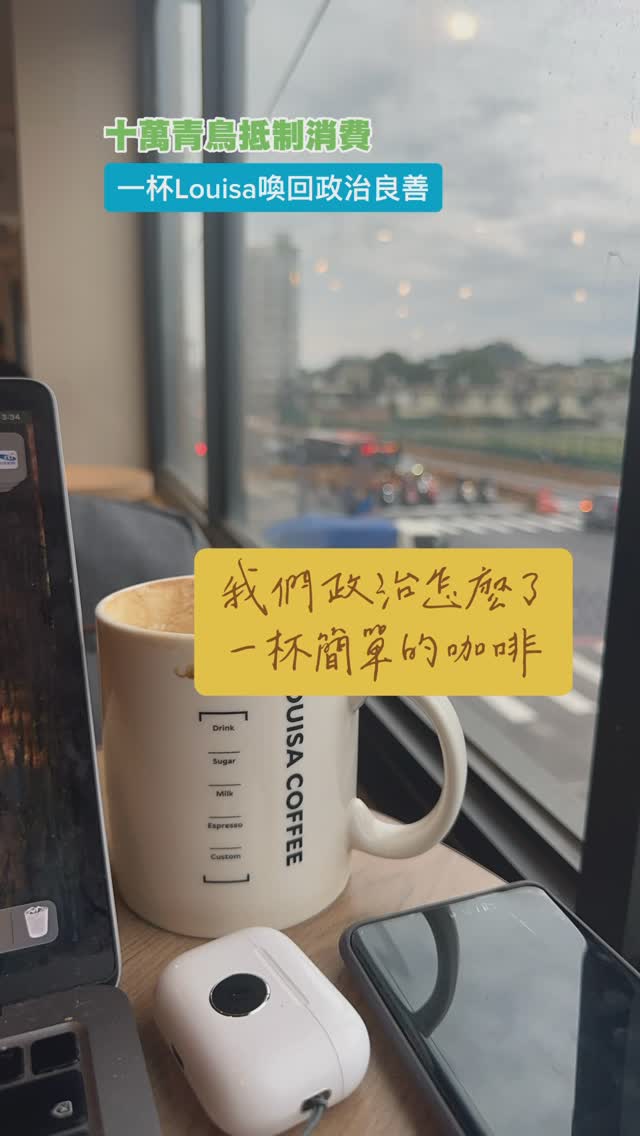 十萬青鳥抵制消費
一杯Louisa喚回政治良善
3:34
我們政治怎麼了
一杯簡單的咖啡
OUISA COFFEE
Drink
Sugar
Milk
Espresso
Custom